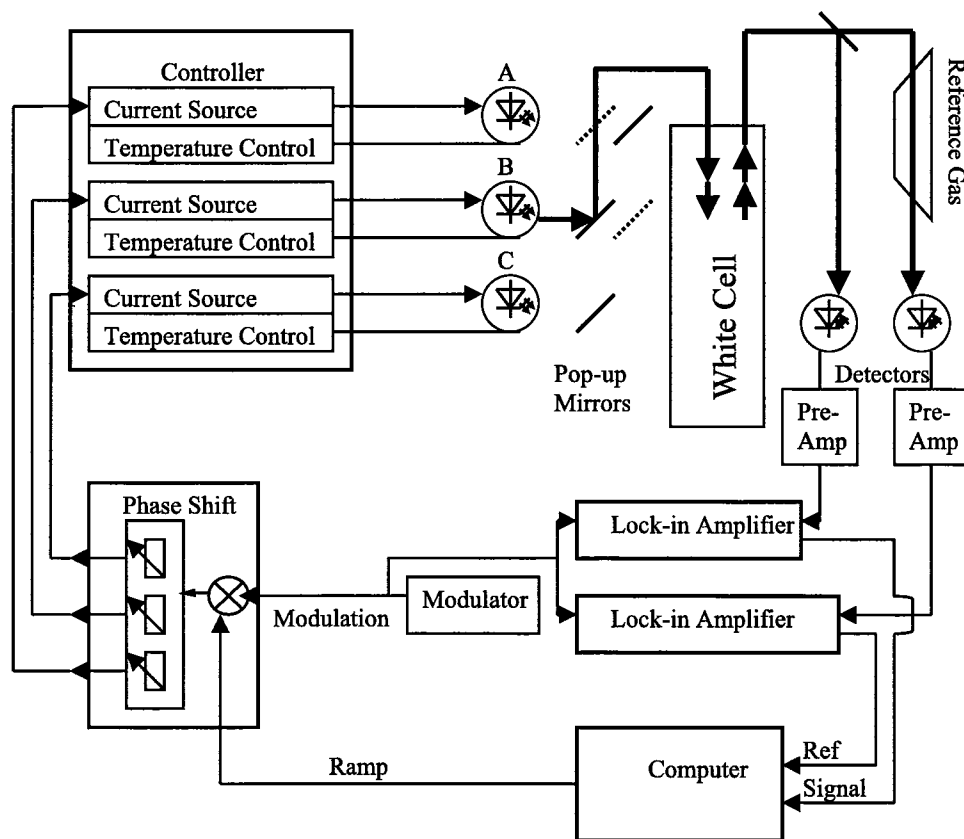 Controller
Current Source
Temperature Control
Current Source
Temperature Control
Current Source
Temperature Control
A
B
C
Pop-up
Mirrors
White Cell
Reference Gas
Detectors
Pre-
Amp
Pre-
Amp
Phase Shift
Modulation
Modulator
Lock-in Amplifier
Lock-in Amplifier
Ramp
Computer
Ref
Signal